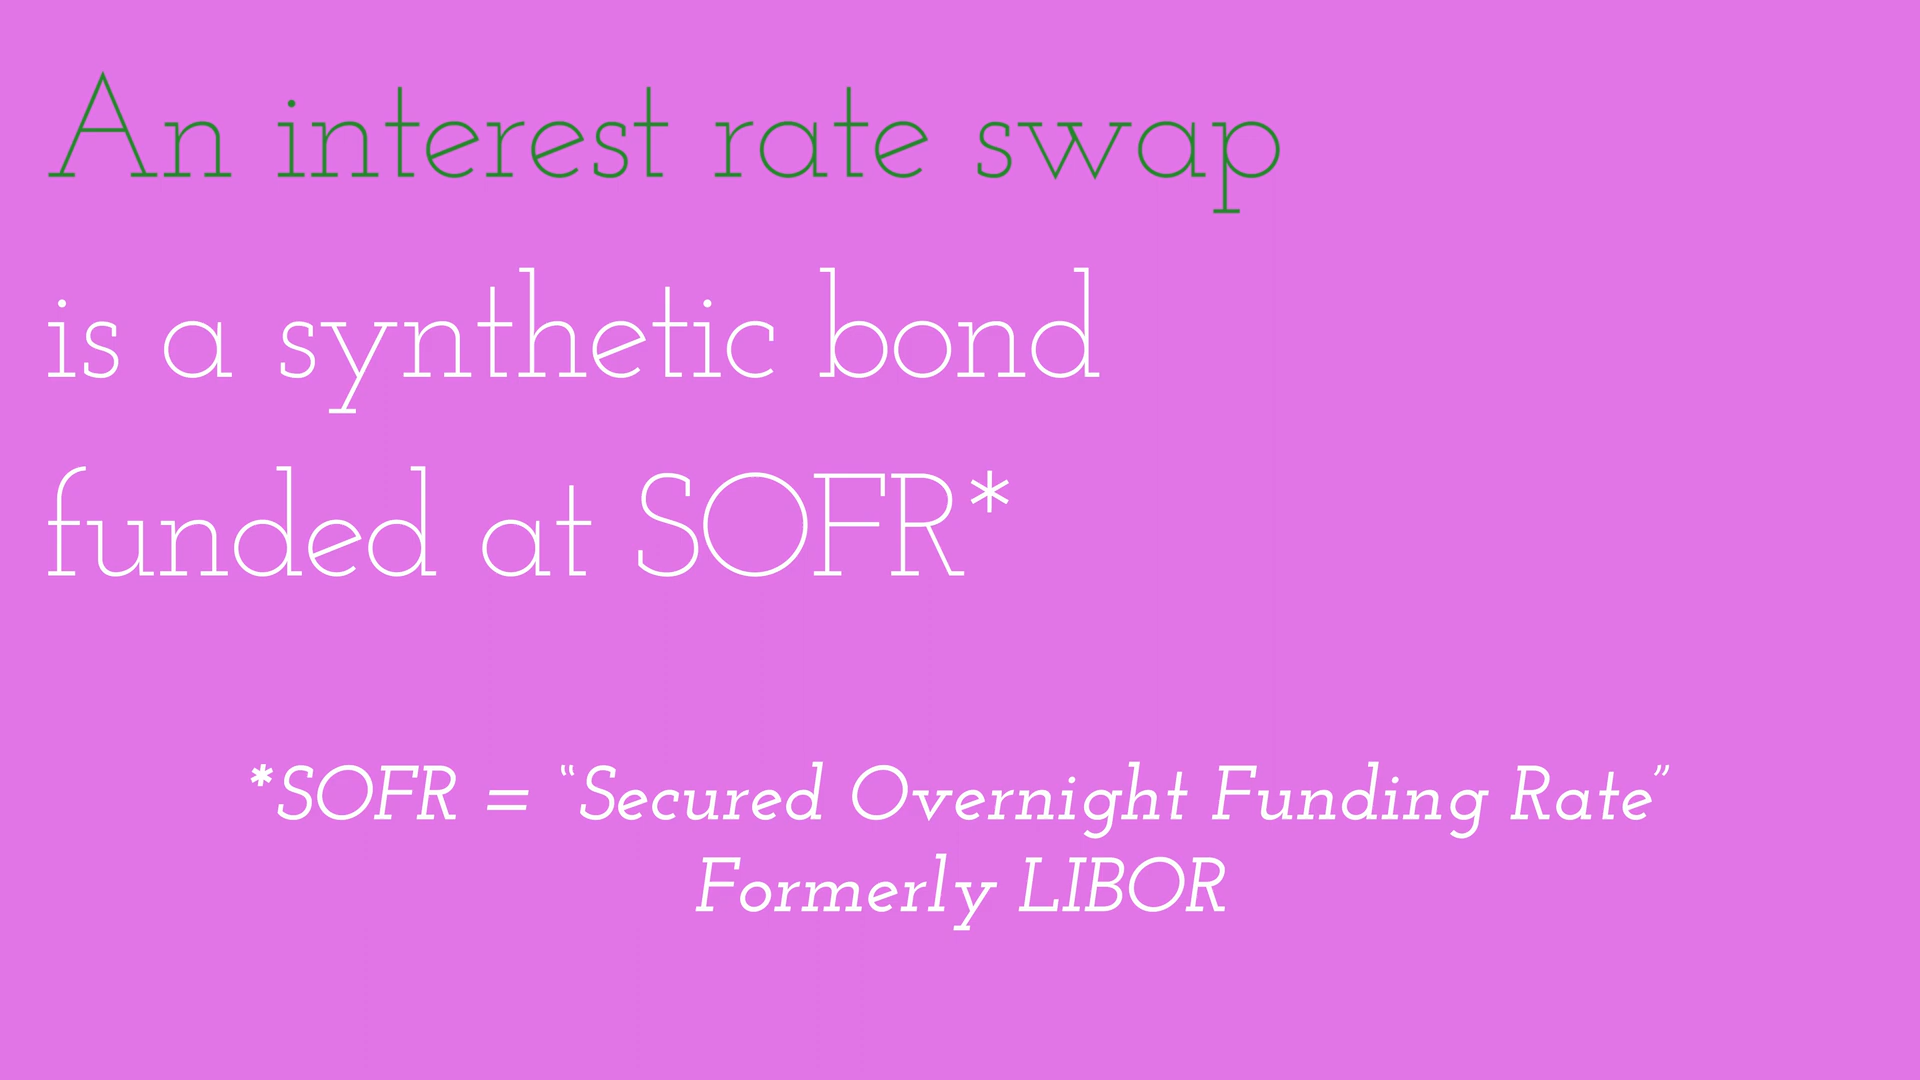 An interest rate swap
is a synthetic bond
funded at SOFR*
*SOFR = “Secured Overnight Funding Rate”
Formerly LIBOR